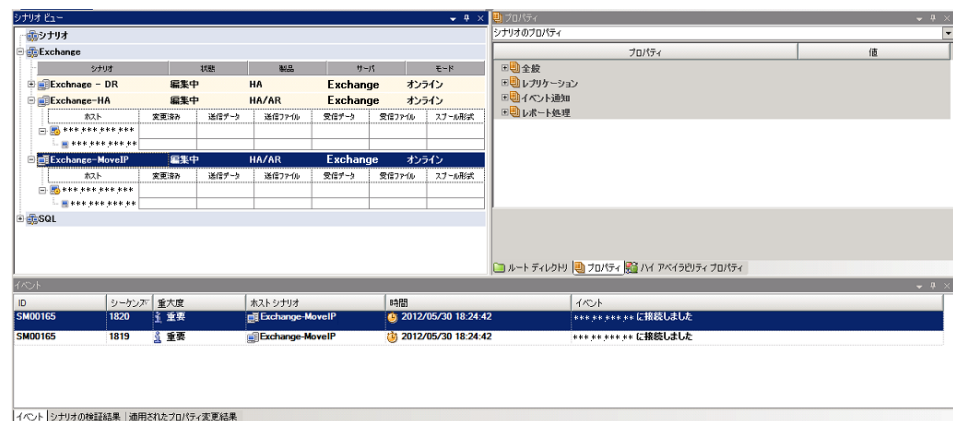 シナリオ ビュー
シナリオ
Exchange
シナリオ 状態 製品 サーバ モード
Exchnage - DR 編集中 HA Exchange オンライン
Exchange-HA 編集中 HA/AR Exchange オンライン
ホスト 変更済み 送信データ 送信ファイル 受信データ 受信ファイル スプール形式
***.***.***.***
***.***.***.**
Exchange-MoveIP 編集中 HA/AR Exchange オンライン
ホスト 変更済み 送信データ 送信ファイル 受信データ 受信ファイル スプール形式
***.***.***.***
***.***.***.**
SQL
プロパティ
シナリオのプロパティ
プロパティ 値
全般
レプリケーション
イベント通知
レポート処理
ルート ディレクトリ プロパティ ハイ アベイラビリティ プロパティ
イベント
ID シーケンス 重大度 ホスト シナリオ 時間 イベント
SM00165 1820 重要 Exchange-MoveIP 2012/05/30 18:24:42 ***.**.***.** に接続しました
SM00165 1819 重要 Exchange-MoveIP 2012/05/30 18:24:42 ***.**.***.** に接続しました
イベント シナリオの検証結果 適用されたプロパティ変更結果